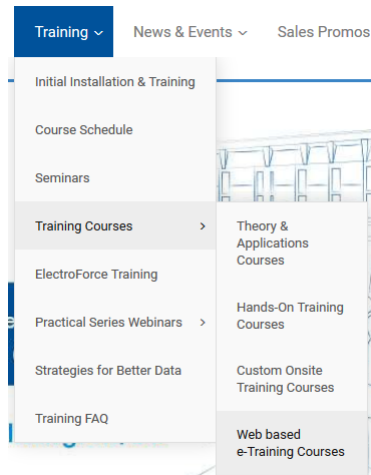 Training
News & Events
Sales Promos
Initial Installation & Training
Course Schedule
Seminars
Training Courses
Theory &
Applications
Courses
ElectroForce Training
Hands-On Training
Courses
Practical Series Webinars
Strategies for Better Data
Custom Onsite
Training Courses
Training FAQ
Web based
e-Training Courses